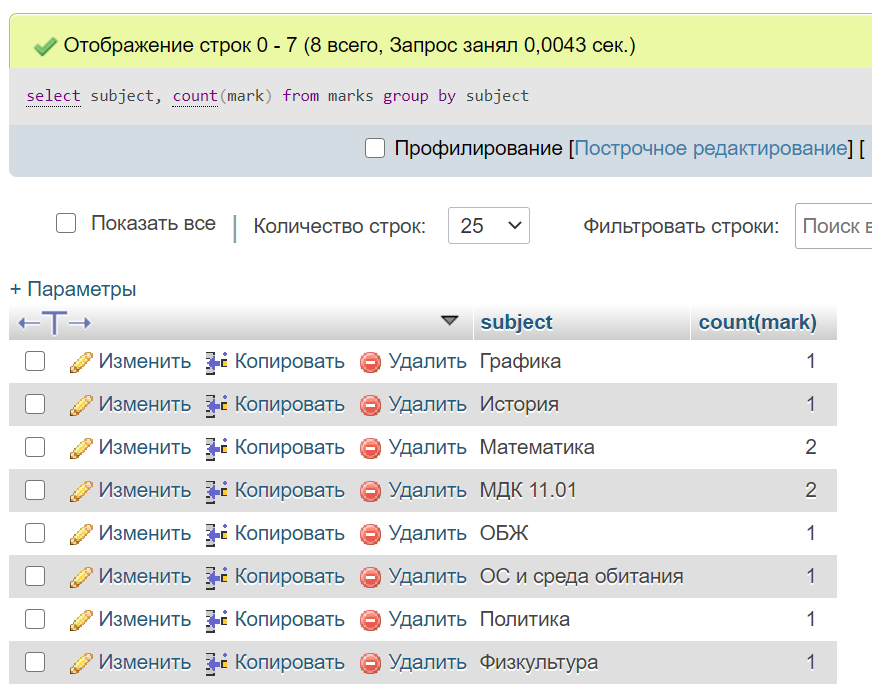 Отображение строк 0 - 7 (8 всего, Запрос занял 0,0043 сек.)
select subject, count(mark) from marks group by subject
Профилирование [Построчное редактирование] [
Показать все | Количество строк: 25 Фильтровать строки: Поиск в
+ Параметры
←T→ subject count(mark)
Изменить Копировать Удалить Графика 1
Изменить Копировать Удалить История 1
Изменить Копировать Удалить Математика 2
Изменить Копировать Удалить МДК 11.01 2
Изменить Копировать Удалить ОБЖ 1
Изменить Копировать Удалить ОС и среда обитания 1
Изменить Копировать Удалить Политика 1
Изменить Копировать Удалить Физкультура 1